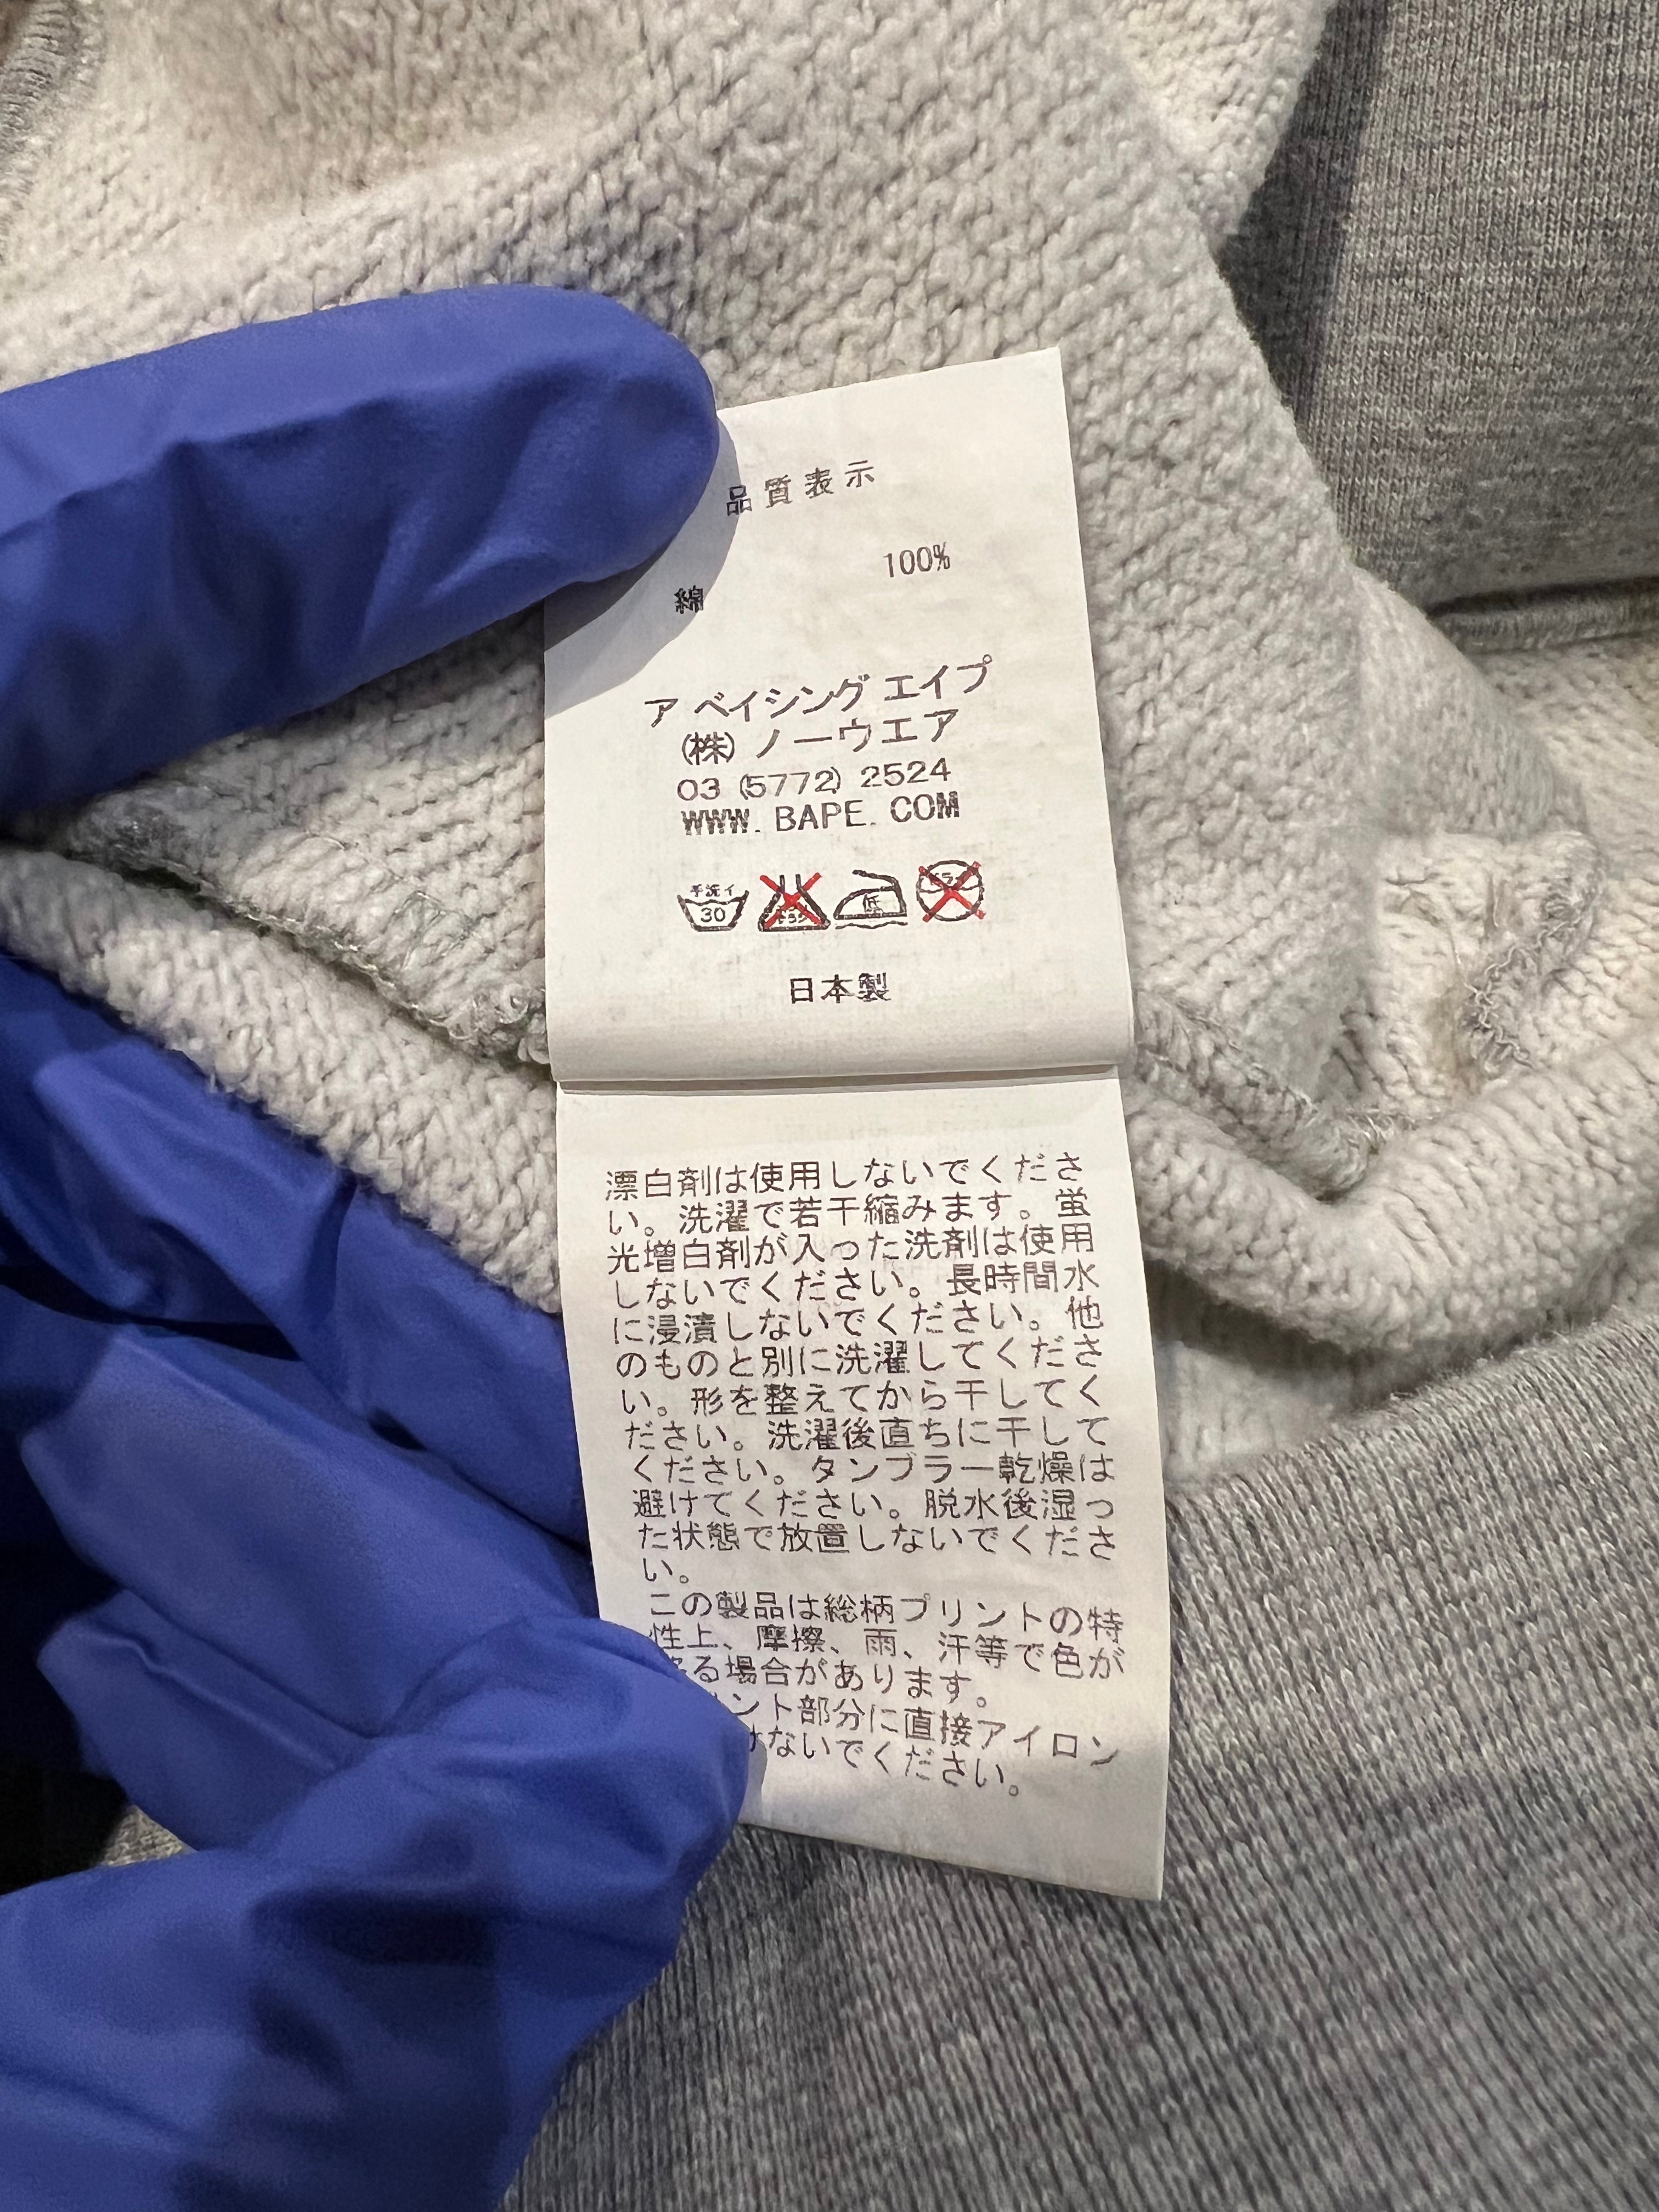 品質表示
綿 100%
ア ベイシング エイプ
(株) ノーウエア
03 (5772) 2524
WWW. BAPE. COM
手洗イ
30
低
日本製
漂白剤は使用しないでくださ
い。洗濯で若干縮みます。蛍
光増白剤が入った洗剤は使用
しないでください。長時間水
に浸漬しないでください。他
のものと別に洗濯してくださ
い。形を整えてから干してく
ださい。洗濯後直ちに干して
ください。タンブラー乾燥は
避けてください。脱水後湿っ
た状態で放置しないでくださ
い。
この製品は総柄プリントの特
性上、摩擦、雨、汗等で色が
る場合があります。
ント部分に直接アイロン
ないでください。